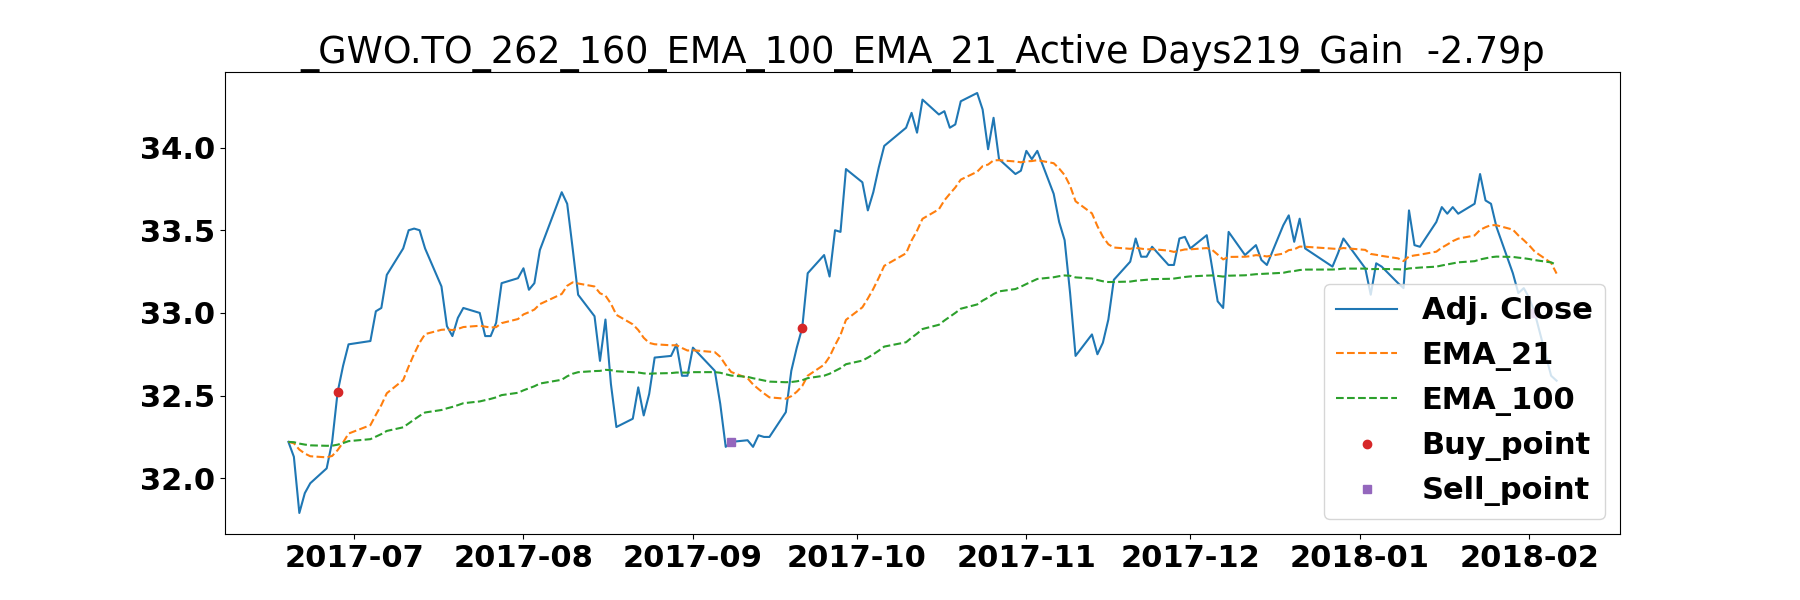 _GWO.TO_262_160_EMA_100_EMA_21_Active Days219_Gain  -2.79p
34.0
33.5
33.0
32.5
32.0
Adj. Close
EMA_21
EMA_100
Buy_point
Sell_point
2017-07 2017-08 2017-09 2017-10 2017-11 2017-12 2018-01 2018-02